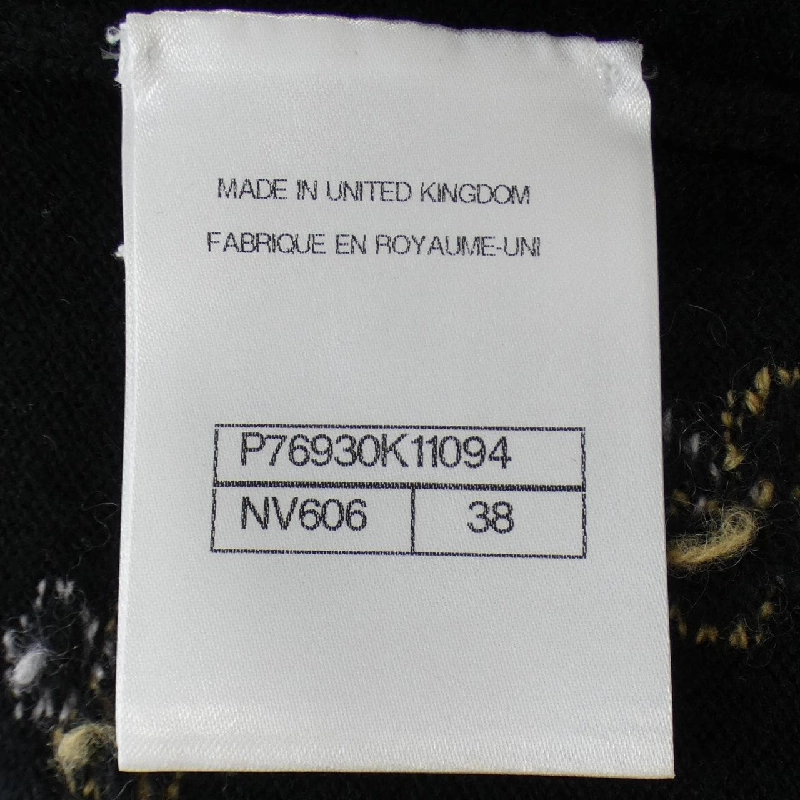 MADE IN UNITED KINGDOM
FABRIQUE EN ROYAUME-UNI
P76930K11094
NV606 38